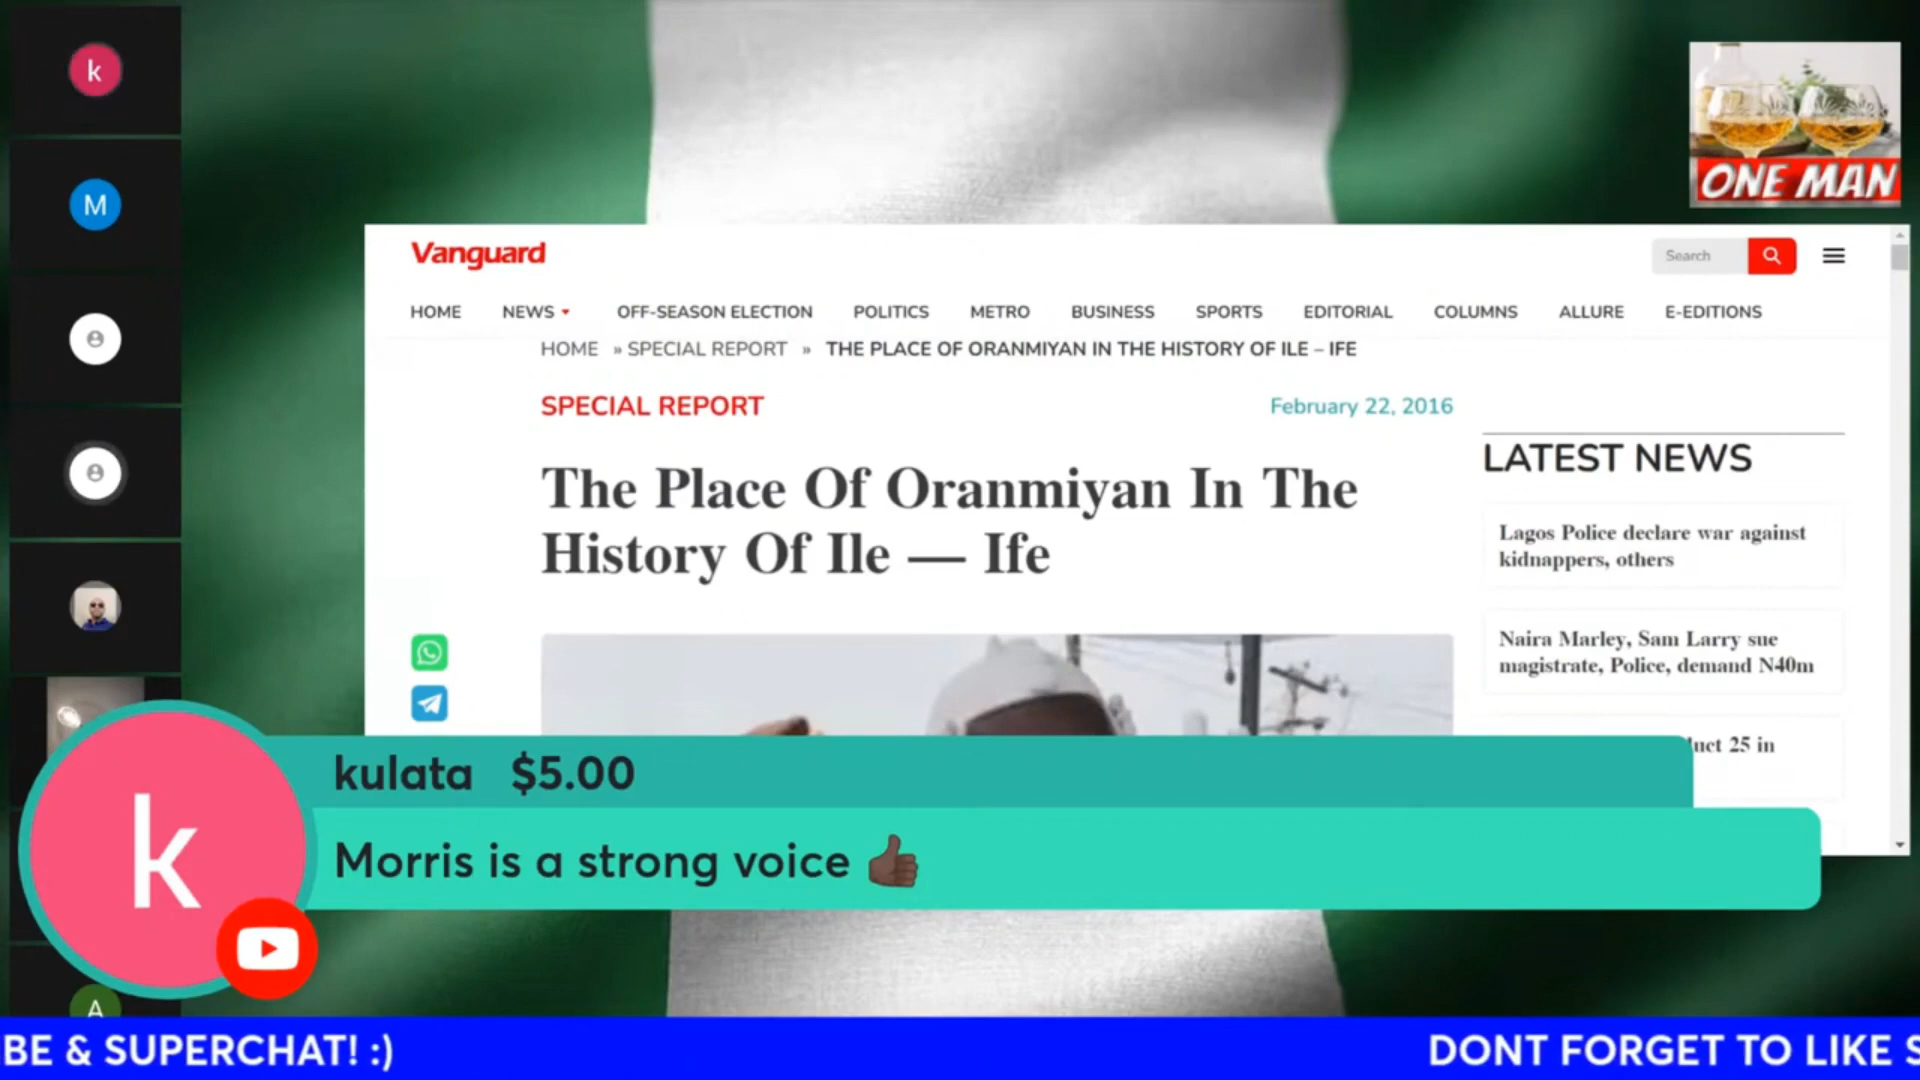 k
M
ONE MAN
Vanguard
Search
HOME NEWS OFF-SEASON ELECTION POLITICS METRO BUSINESS SPORTS EDITORIAL COLUMNS ALLURE E-EDITIONS
HOME » SPECIAL REPORT » THE PLACE OF ORANMIYAN IN THE HISTORY OF ILE – IFE
SPECIAL REPORT
February 22, 2016
The Place Of Oranmiyan In The
History Of Ile — Ife
LATEST NEWS
Lagos Police declare war against
kidnappers, others
Naira Marley, Sam Larry sue
magistrate, Police, demand N40m
25 in
k
kulata $5.00
Morris is a strong voice 👍🏿
A
BE & SUPERCHAT! :)
DONT FORGET TO LIKE